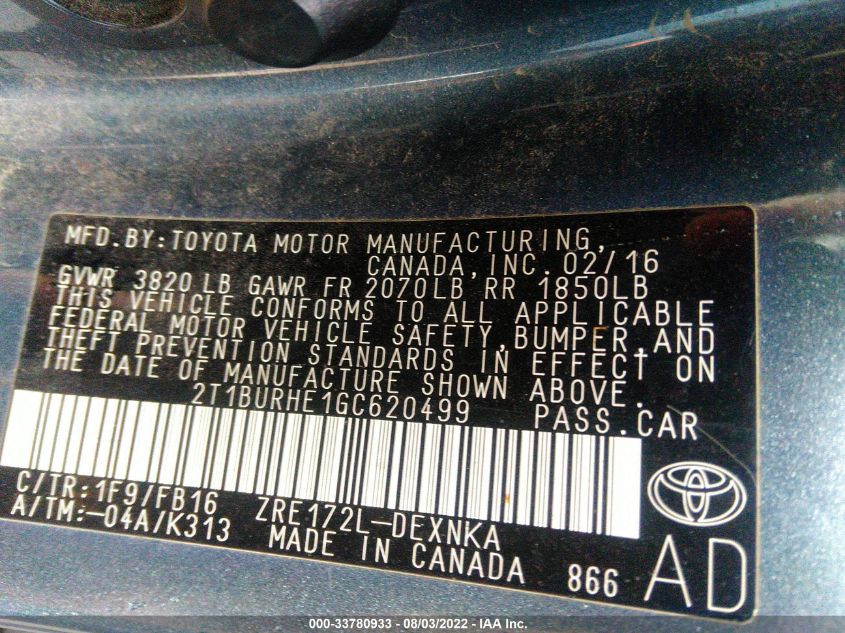 MFD.BY:TOYOTA MOTOR MANUFACTURING,
CANADA,INC.02/16
GVWR 3820LB GAWR FR 2070LB RR 1850LB
THIS VEHICLE CONFORMS TO ALL APPLICABLE
FEDERAL MOTOR VEHICLE SAFETY,BUMPER,AND
THEFT PREVENTION STANDARDS IN EFFECT ON
THE DATE OF MANUFACTURE SHOWN ABOVE.
2T1BURHE1GC620499 PASS.CAR
C/TR:1F9/FB16 ZRE172L-DEXNKA
A/TM:-04A/K313 MADE IN CANADA 866 AD
000-33780933 - 08/03/2022 - IAA Inc.